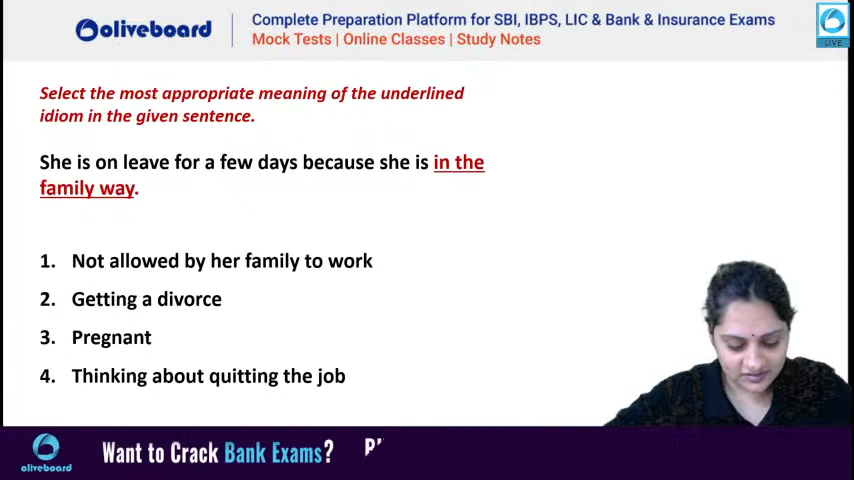 oliveboard
Complete Preparation Platform for SBI, IBPS, LIC & Bank & Insurance Exams
Mock Tests | Online Classes | Study Notes
LIVE
Select the most appropriate meaning of the underlined
idiom in the given sentence.
She is on leave for a few days because she is in the
family way.
1. Not allowed by her family to work
2. Getting a divorce
3. Pregnant
4. Thinking about quitting the job
oliveboard
Want to Crack Bank Exams?